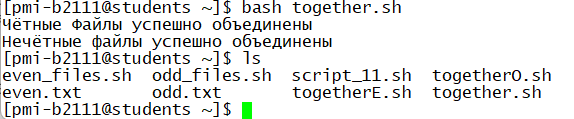 [pmi-b2111@students ~]$ bash together.sh
Чётные Файлы успешно объединены
Нечётные файлы успешно объединены
[pmi-b2111@students ~]$ ls
even_files.sh odd_files.sh script_11.sh togetherO.sh
even.txt odd.txt togetherE.sh together.sh
[pmi-b2111@students ~]$